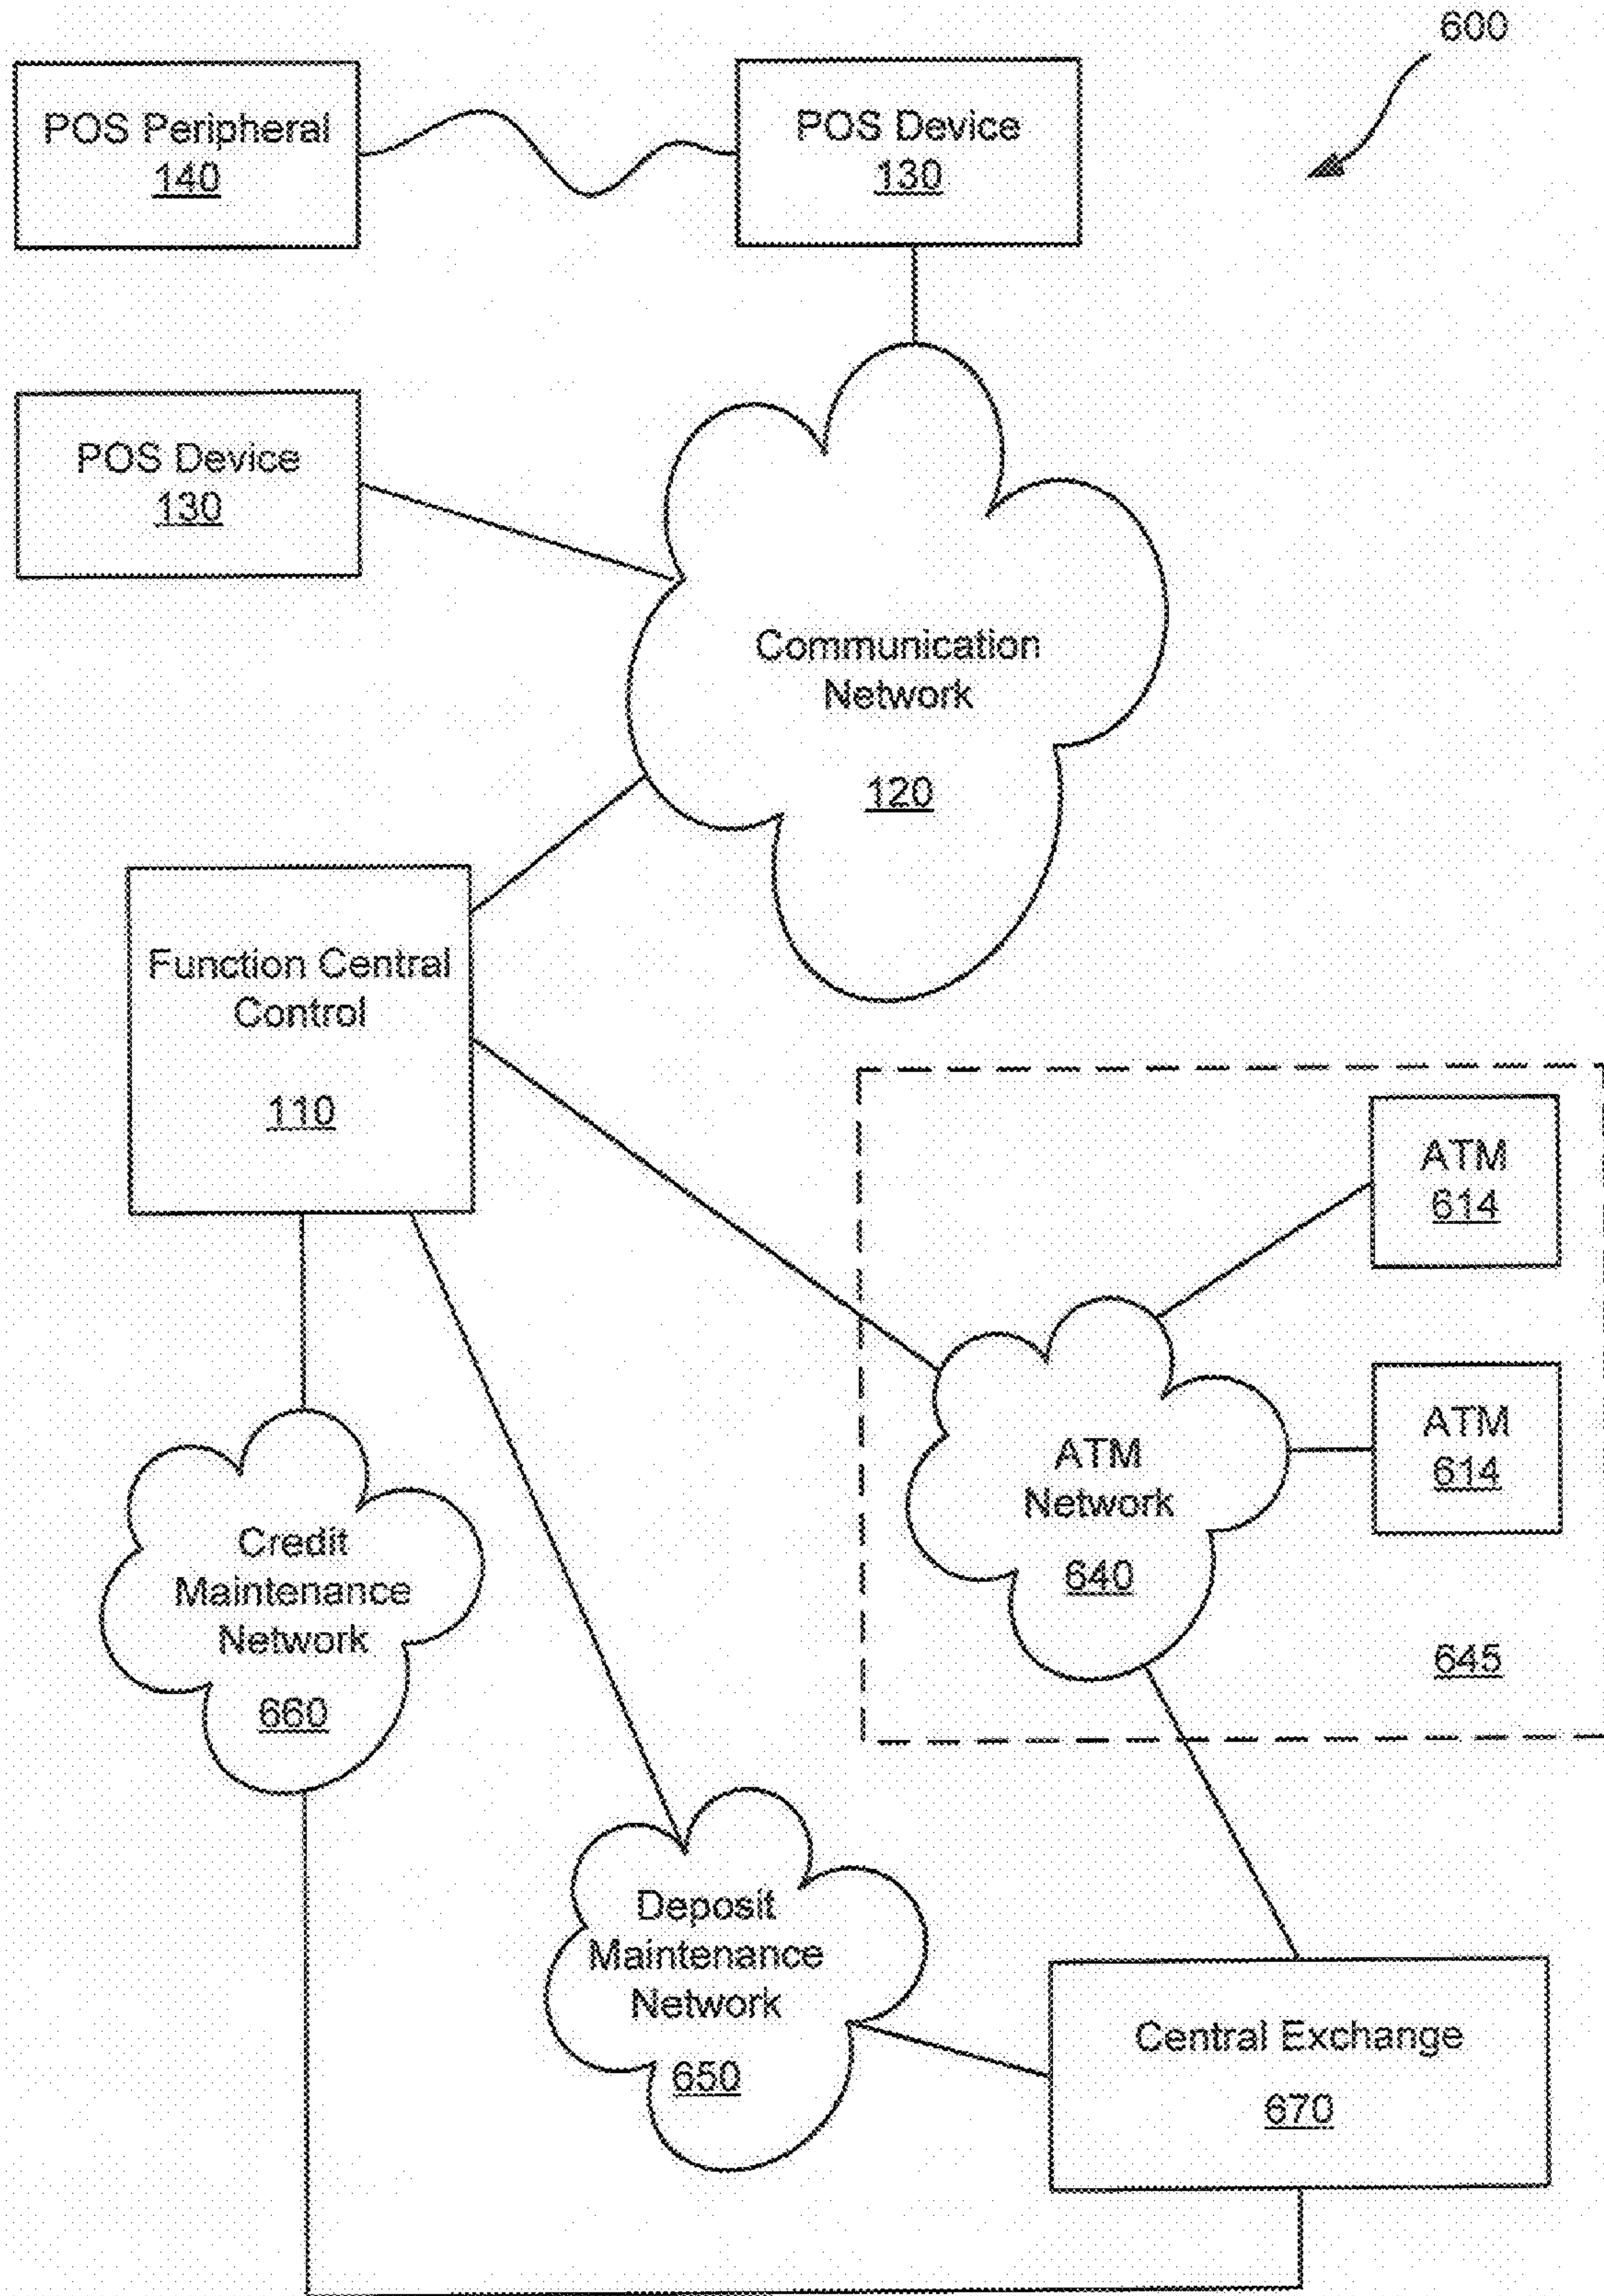 600
POS Peripheral
140
POS Device
130
POS Device
130
Communication
Network
120
Function Central
Control
110
ATM
614
ATM
614
ATM
Network
640
645
Credit
Maintenance
Network
660
Deposit
Maintenance
Network
650
Central Exchange
670